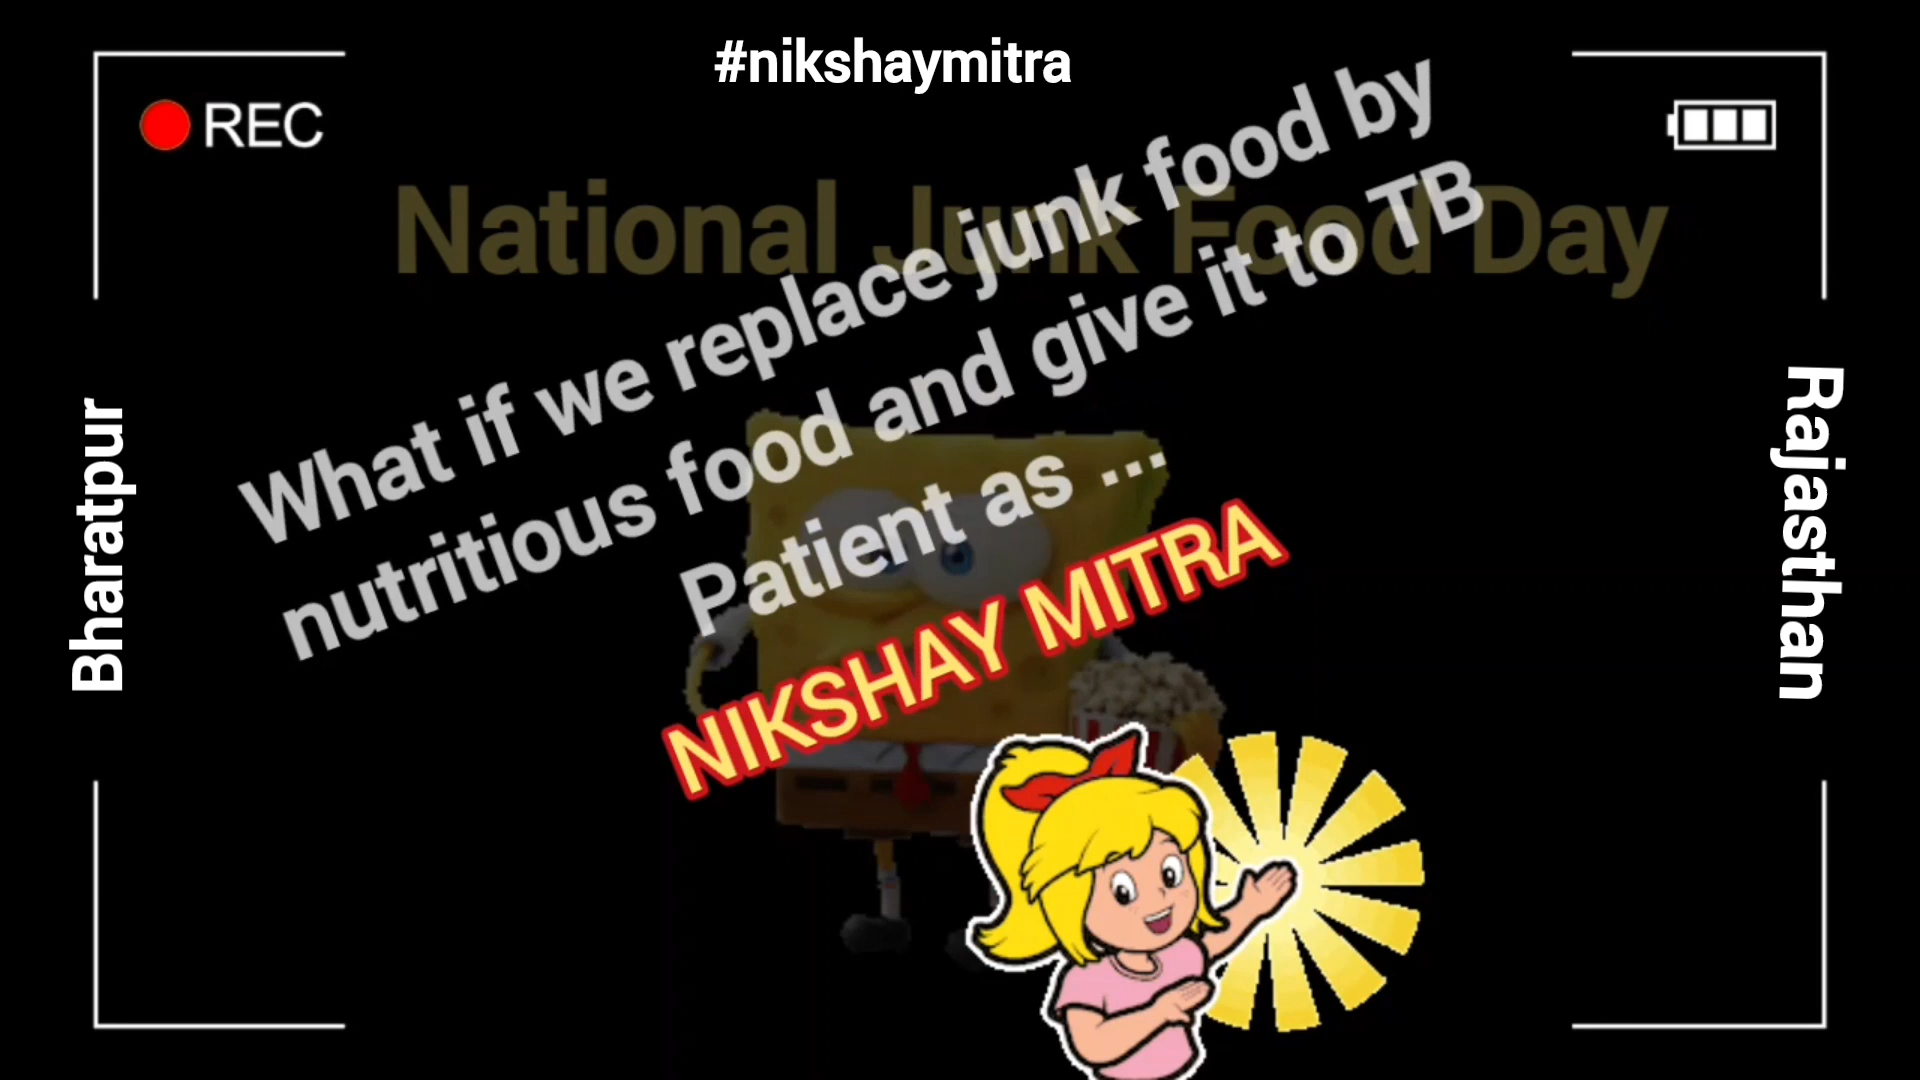 #nikshaymitra
REC
National Junk Food Day
What if we replace junk food by
nutritious food and give it to TB
Patient as ...
NIKSHAY MITRA
Bharatpur
Rajasthan